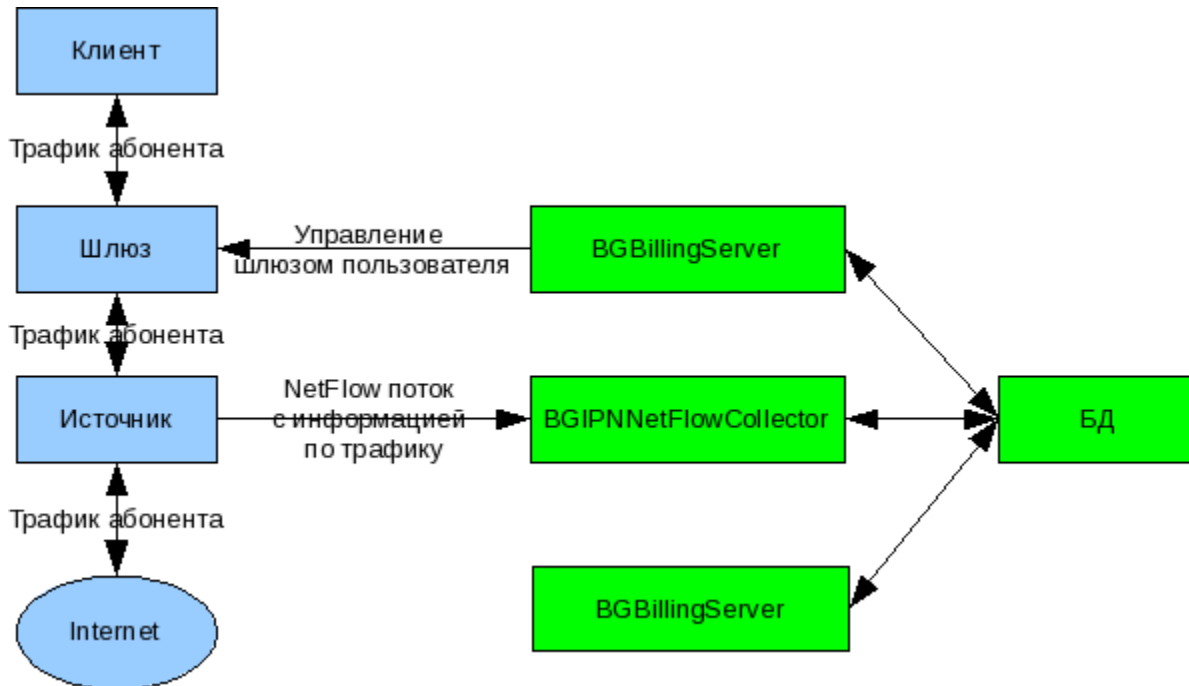 Клиент
Трафик абонента
Шлюз
Управление
шлюзом пользователя
BGBillingServer
Трафик абонента
Источник
NetFlow поток
с информацией
по трафику
BGIPNNetFlowCollector
БД
Трафик абонента
Internet
BGBillingServer